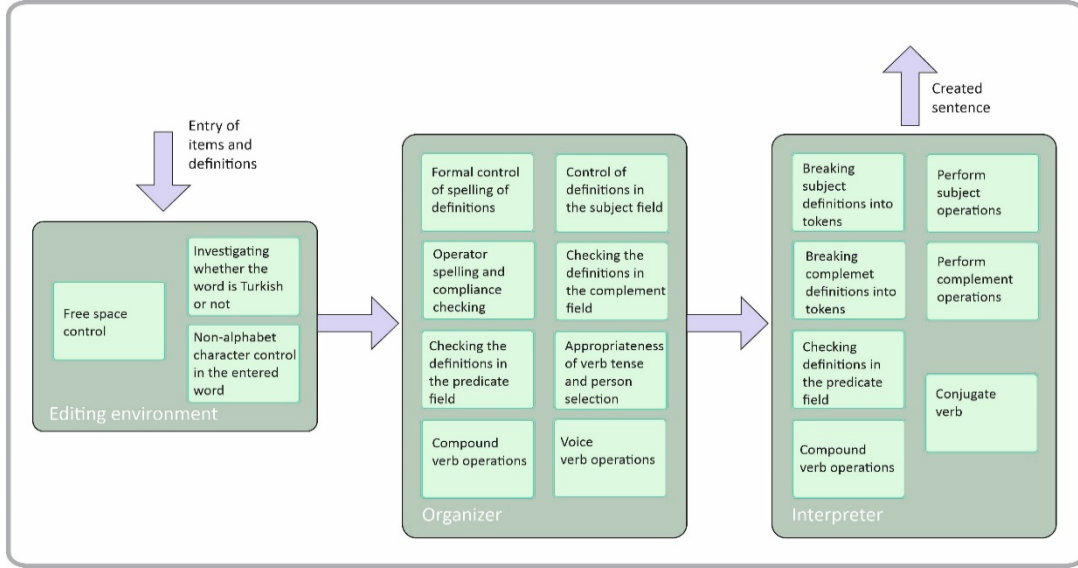 Entry of
items and
definitions
Free space
control
Investigating
whether the
word is Turkish
or not
Non-alphabet
character control
in the entered
word
Editing environment
Formal control
of spelling of
definitions
Control of
definitions in
the subject field
Operator
spelling and
compliance
checking
Checking
the definitions
in the
complement field
Checking the
definitions
in the predicate
field
Appropriateness
of verb tense
and person
selection
Compound
verb operations
Voice
verb operations
Organizer
Created
sentence
Breaking
subject
definitions into
tokens
Perform
subject
operations
Breaking
complemet
definitions into
tokens
Perform
complement
operations
Checking
definitions in
the predicate
field
Conjugate
verb
Compound
verb operations
Interpreter